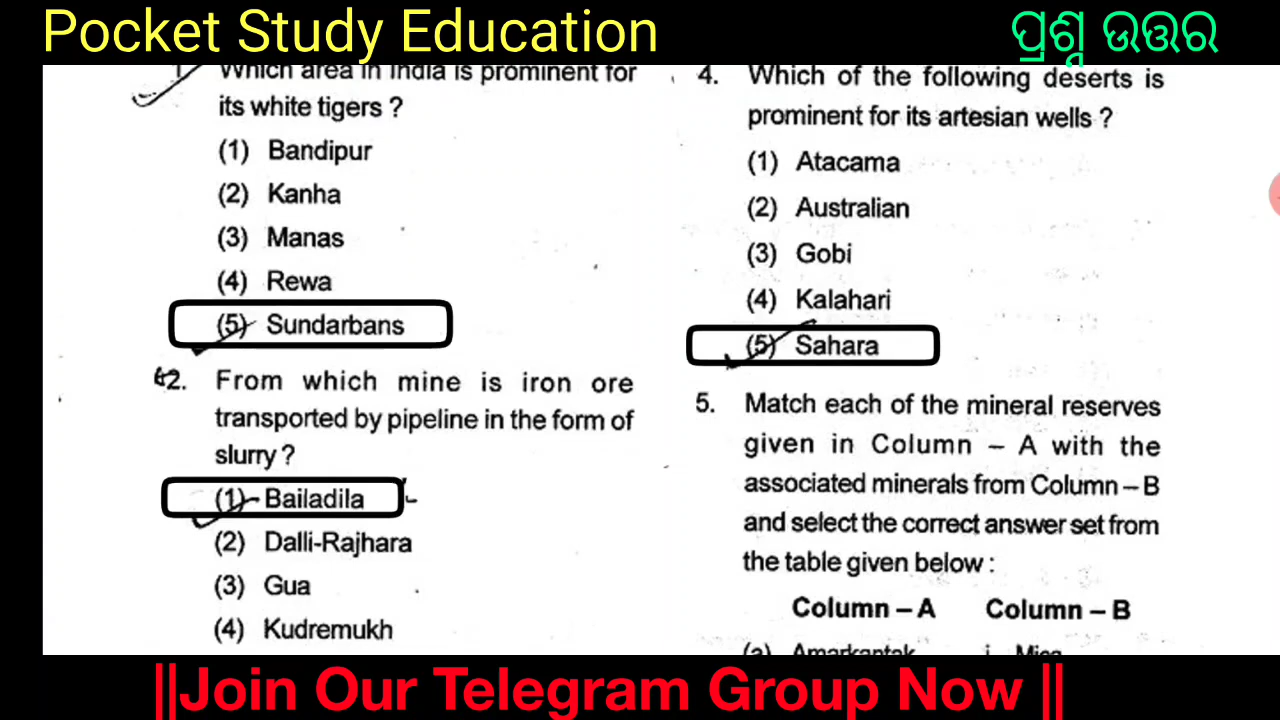 Pocket Study Education
ପ୍ରଶ୍ନ ଉତ୍ତର
1 Which area in India is prominent for
its white tigers ?
(1) Bandipur
(2) Kanha
(3) Manas
(4) Rewa
(5) Sundarbans
2. From which mine is iron ore
transported by pipeline in the form of
slurry ?
(1) Bailadila
(2) Dalli-Rajhara
(3) Gua
(4) Kudremukh
4. Which of the following deserts is
prominent for its artesian wells ?
(1) Atacama
(2) Australian
(3) Gobi
(4) Kalahari
(5) Sahara
5. Match each of the mineral reserves
given in Column – A with the
associated minerals from Column – B
and select the correct answer set from
the table given below :
Column – A Column – B
(a) Amarkantak i. Mica
||Join Our Telegram Group Now ||